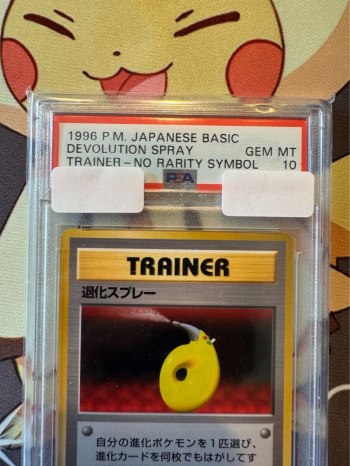 1996 P.M. JAPANESE BASIC
DEVOLUTION SPRAY GEM MT
TRAINER-NO RARITY SYMBOL 10
PSA
TRAINER
退化スプレー
自分の進化ポケモンを1匹選び、
進化カードを何枚でもはがしてす